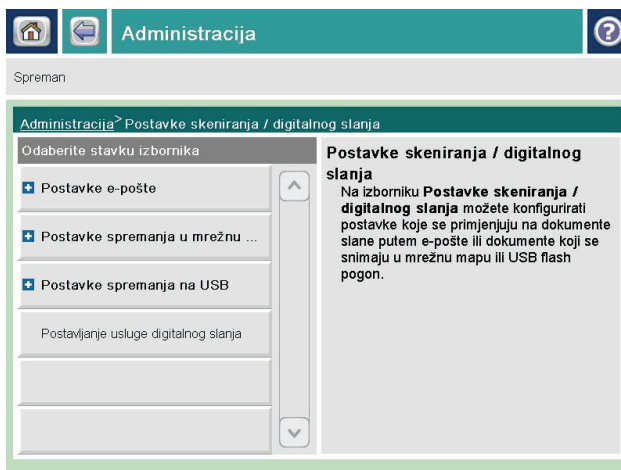 Administracija
Spreman
Administracija> Postavke skeniranja / digitalnog slanja
Odaberite stavku izbornika
Postavke e-pošte
Postavke spremanja u mrežnu ...
Postavke spremanja na USB
Postavljanje usluge digitalnog slanja
Postavke skeniranja / digitalnog
slanja
Na izborniku Postavke skeniranja /
digitalnog slanja možete konfigurirati
postavke koje se primjenjuju na dokumente
slane putem e-pošte ili dokumente koji se
snimaju u mrežnu mapu ili USB flash
pogon.